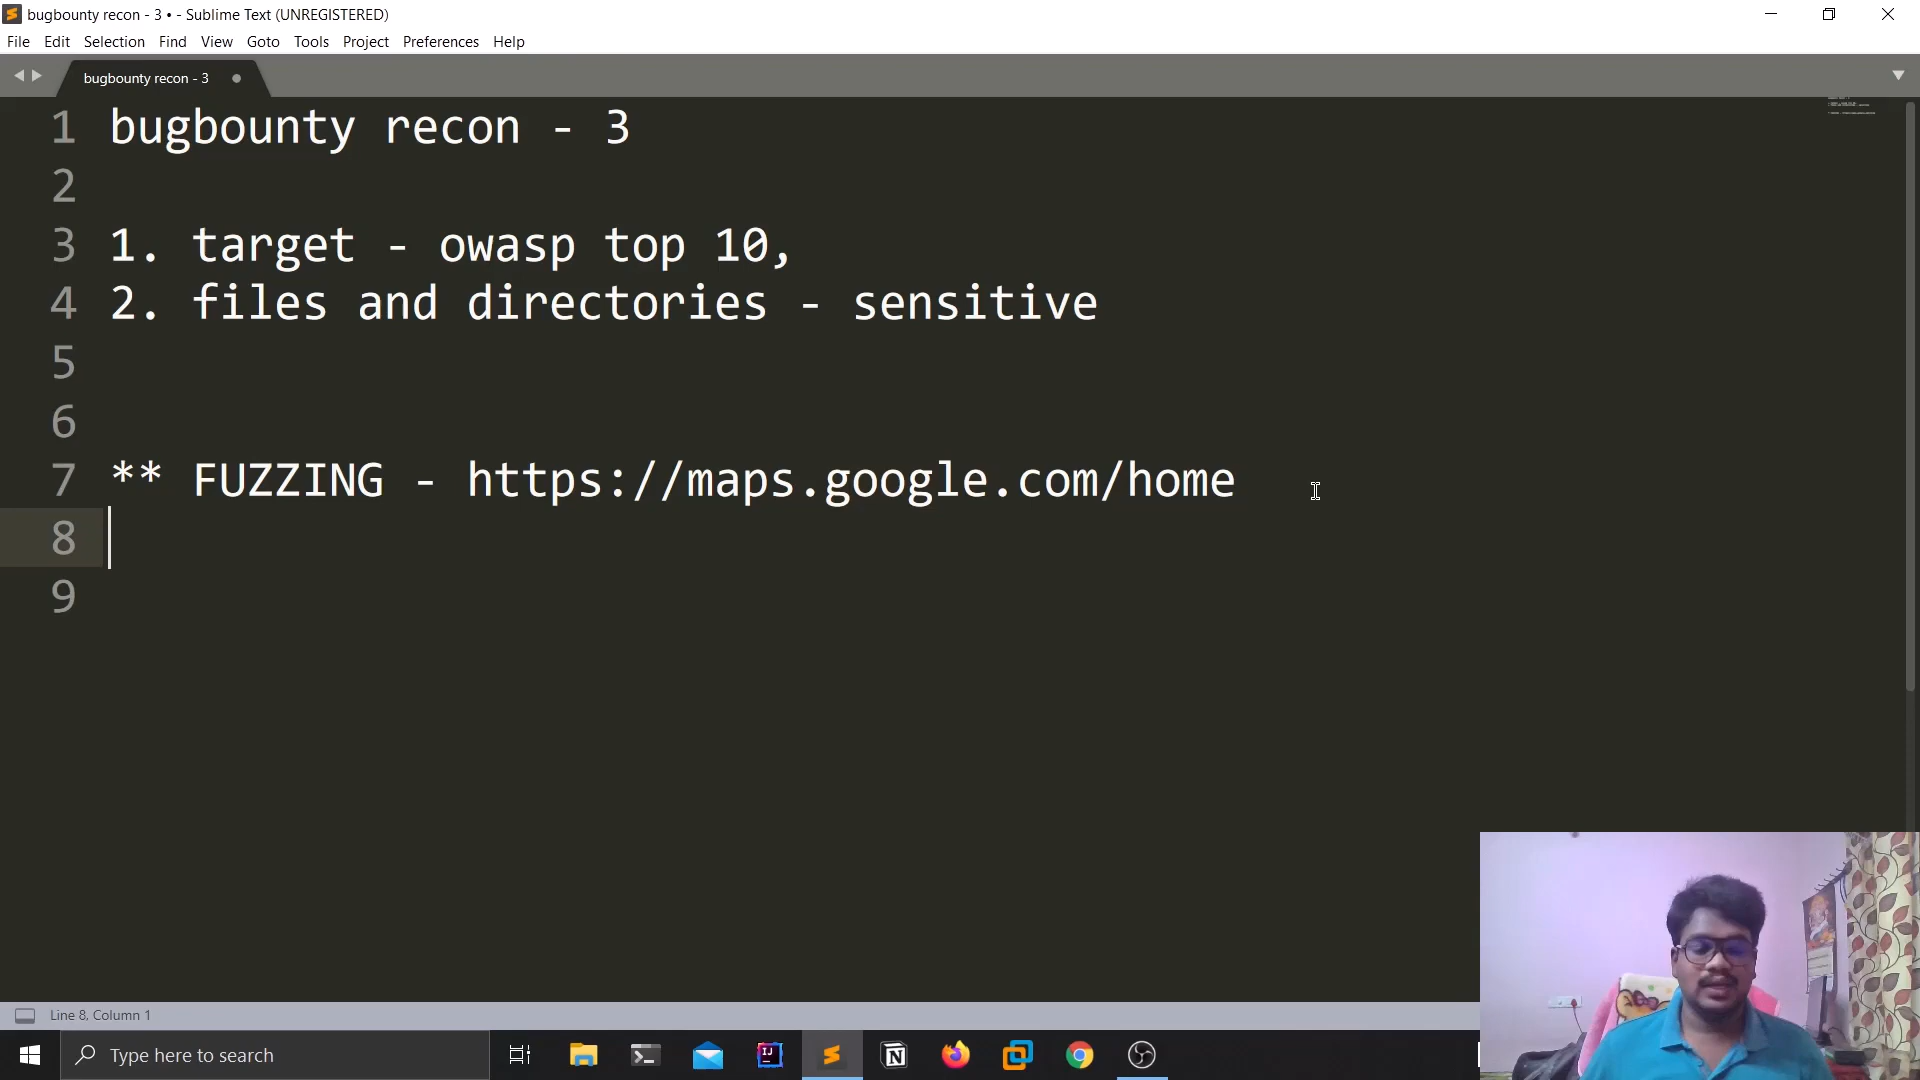 bugbounty recon - 3 • - Sublime Text (UNREGISTERED)
File Edit Selection Find View Goto Tools Project Preferences Help
bugbounty recon - 3
1 bugbounty recon - 3
2
3 1. target - owasp top 10,
4 2. files and directories - sensitive
5
6
7 ** FUZZING - https://maps.google.com/home
8
9
Line 8, Column 1
Type here to search